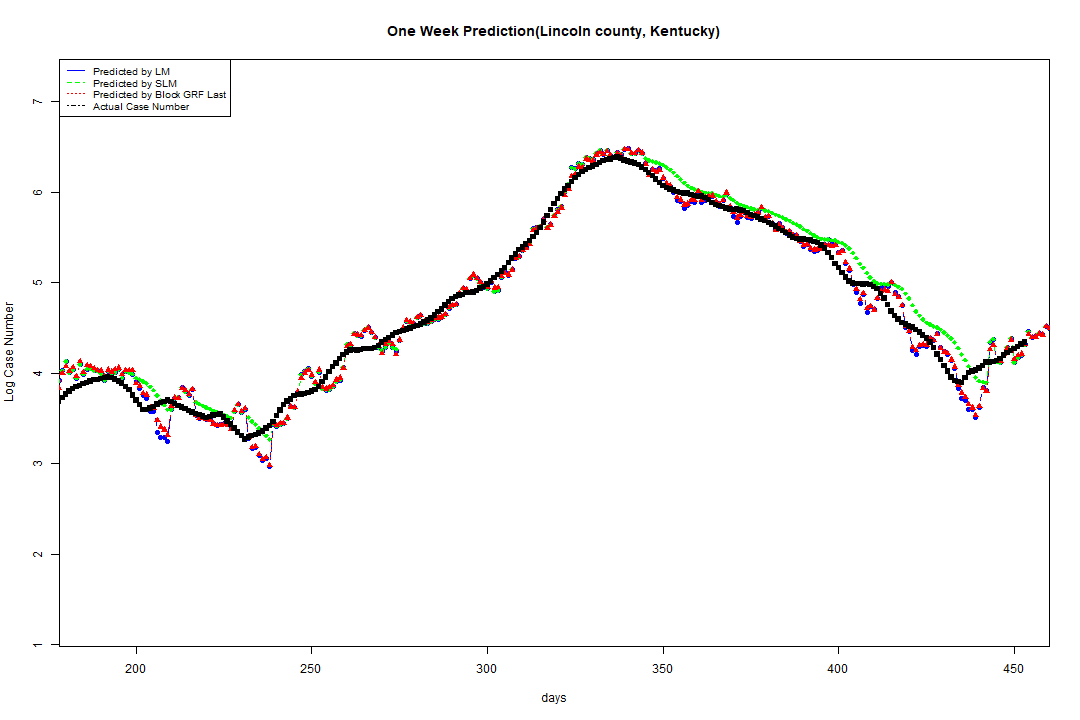 One Week Prediction(Lincoln county, Kentucky)
Predicted by LM
Predicted by SLM
Predicted by Block GRF Last
Actual Case Number
7
6
5
4
3
2
1
Log Case Number
200 250 300 350 400 450
days